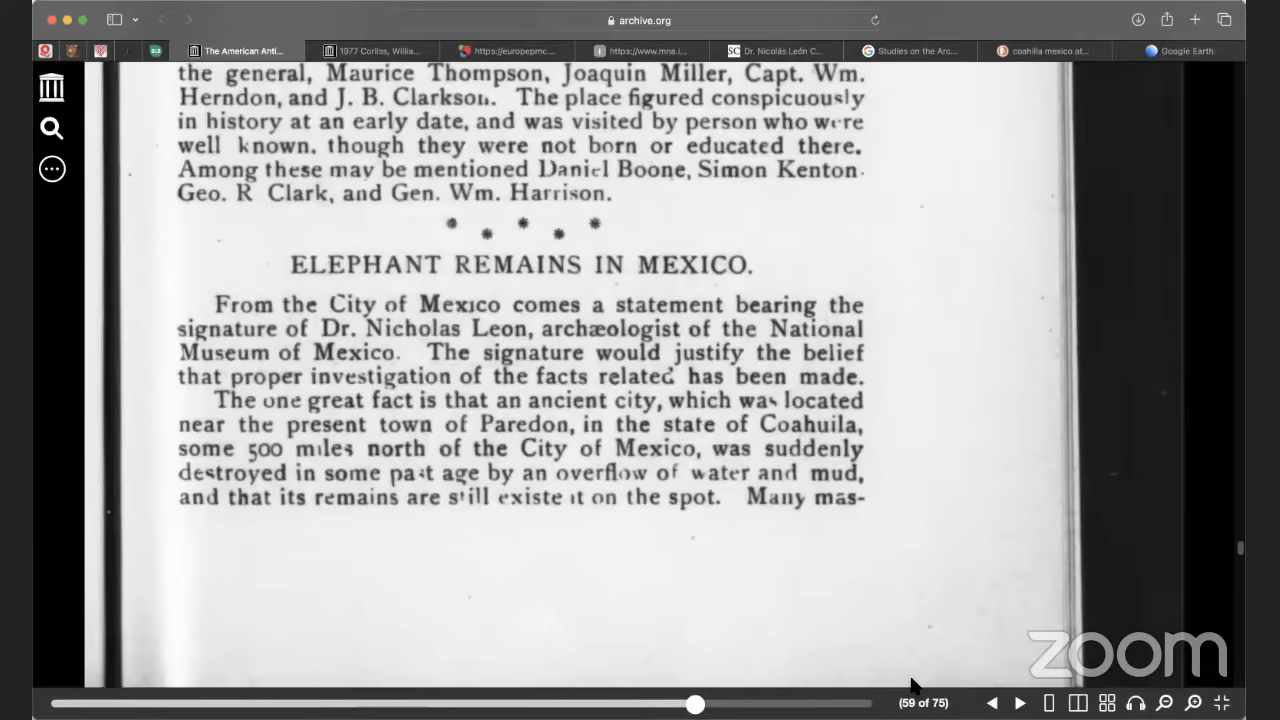 archive.org
The American Anti...
1977 Corliss, Willia...
https://europepmc...
https://www.mna.i...
Dr. Nicolás León C...
Studies on the Arc...
coahilla mexico at...
Google Earth
the general, Maurice Thompson, Joaquin Miller, Capt. Wm.
Herndon, and J. B. Clarkson. The place figured conspicuously
in history at an early date, and was visited by person who were
well known. though they were not born or educated there.
Among these may be mentioned Daniel Boone, Simon Kenton.
Geo. R Clark, and Gen. Wm. Harrison.
* * * * *
ELEPHANT REMAINS IN MEXICO.
From the City of Mexico comes a statement bearing the
signature of Dr. Nicholas Leon, archæologist of the National
Museum of Mexico. The signature would justify the belief
that proper investigation of the facts related has been made.
The one great fact is that an ancient city, which was located
near the present town of Paredon, in the state of Coahuila,
some 500 miles north of the City of Mexico, was suddenly
destroyed in some past age by an overflow of water and mud,
and that its remains are still existent on the spot. Many mas-
zoom
(59 of 75)